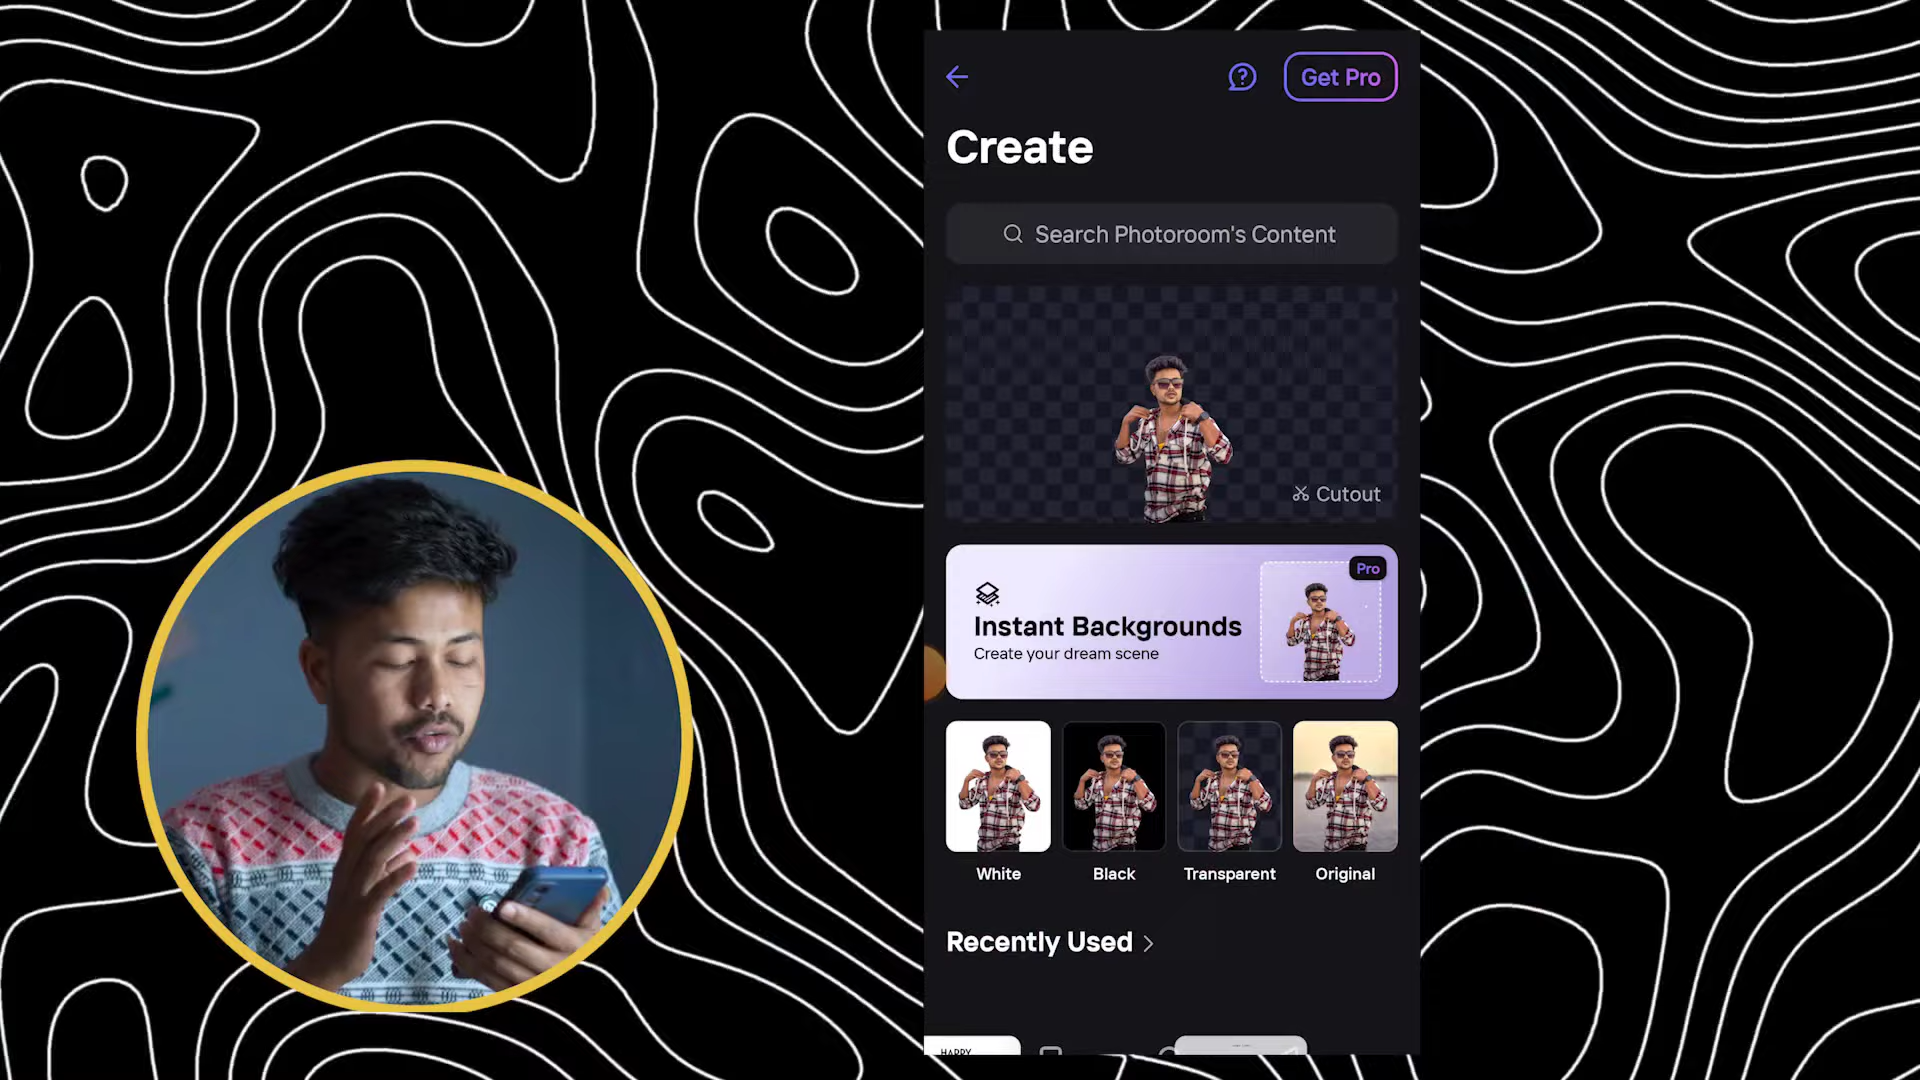 Get Pro
Create
Search Photoroom's Content
Cutout
Pro
Instant Backgrounds
Create your dream scene
White
Black
Transparent
Original
Recently Used
HAPPY